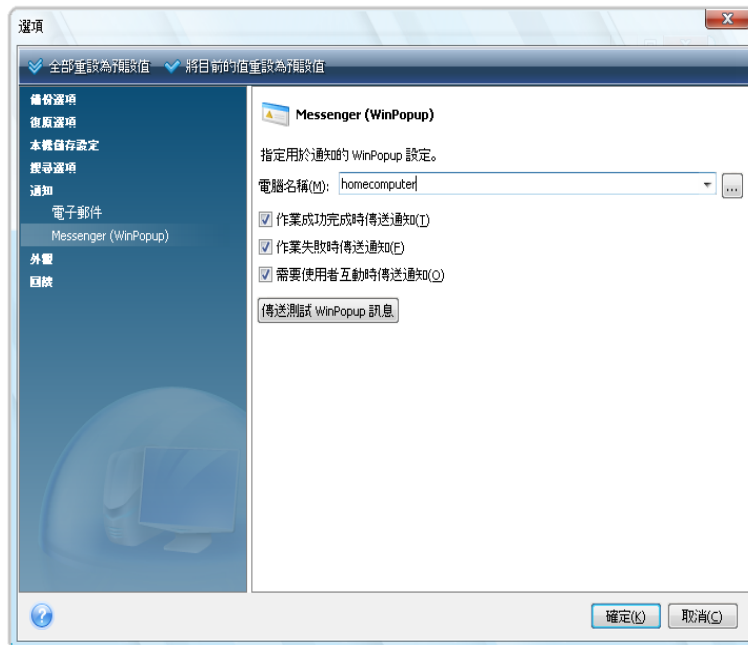 選項
全部重設為預設值 將目前的值重設為預設值
備份選項
復原選項
本機儲存設定
搜尋選項
通知
電子郵件
Messenger (WinPopup)
外觀
回饋
Messenger (WinPopup)
指定用於通知的 WinPopup 設定。
電腦名稱(M): homecomputer ...
作業成功完成時傳送通知(T)
作業失敗時傳送通知(F)
需要使用者互動時傳送通知(O)
傳送測試 WinPopup 訊息
確定(K) 取消(C)